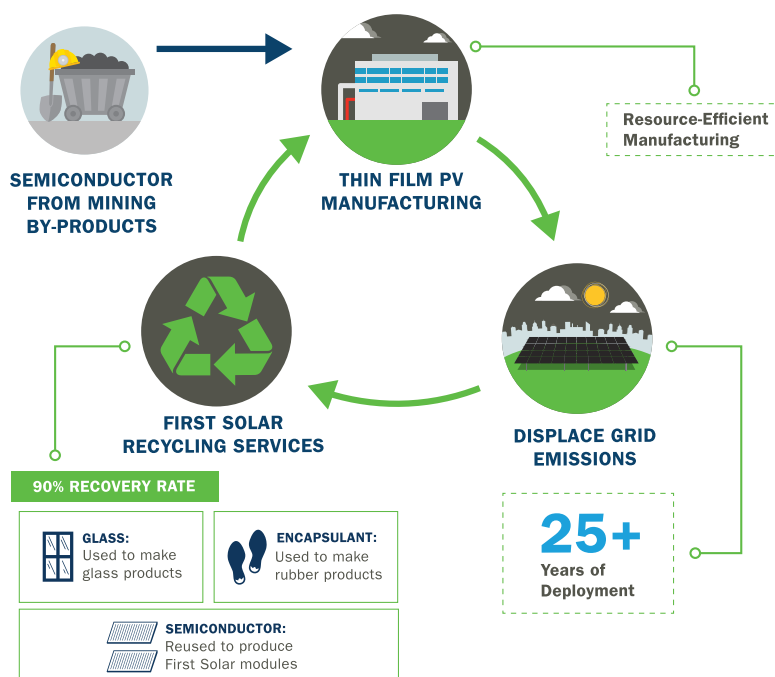 SEMICONDUCTOR
FROM MINING
BY-PRODUCTS
THIN FILM PV
MANUFACTURING
Resource-Efficient
Manufacturing
FIRST SOLAR
RECYCLING SERVICES
DISPLACE GRID
EMISSIONS
90% RECOVERY RATE
GLASS:
Used to make
glass products
ENCAPSULANT:
Used to make
rubber products
SEMICONDUCTOR:
Reused to produce
First Solar modules
25+
Years of
Deployment